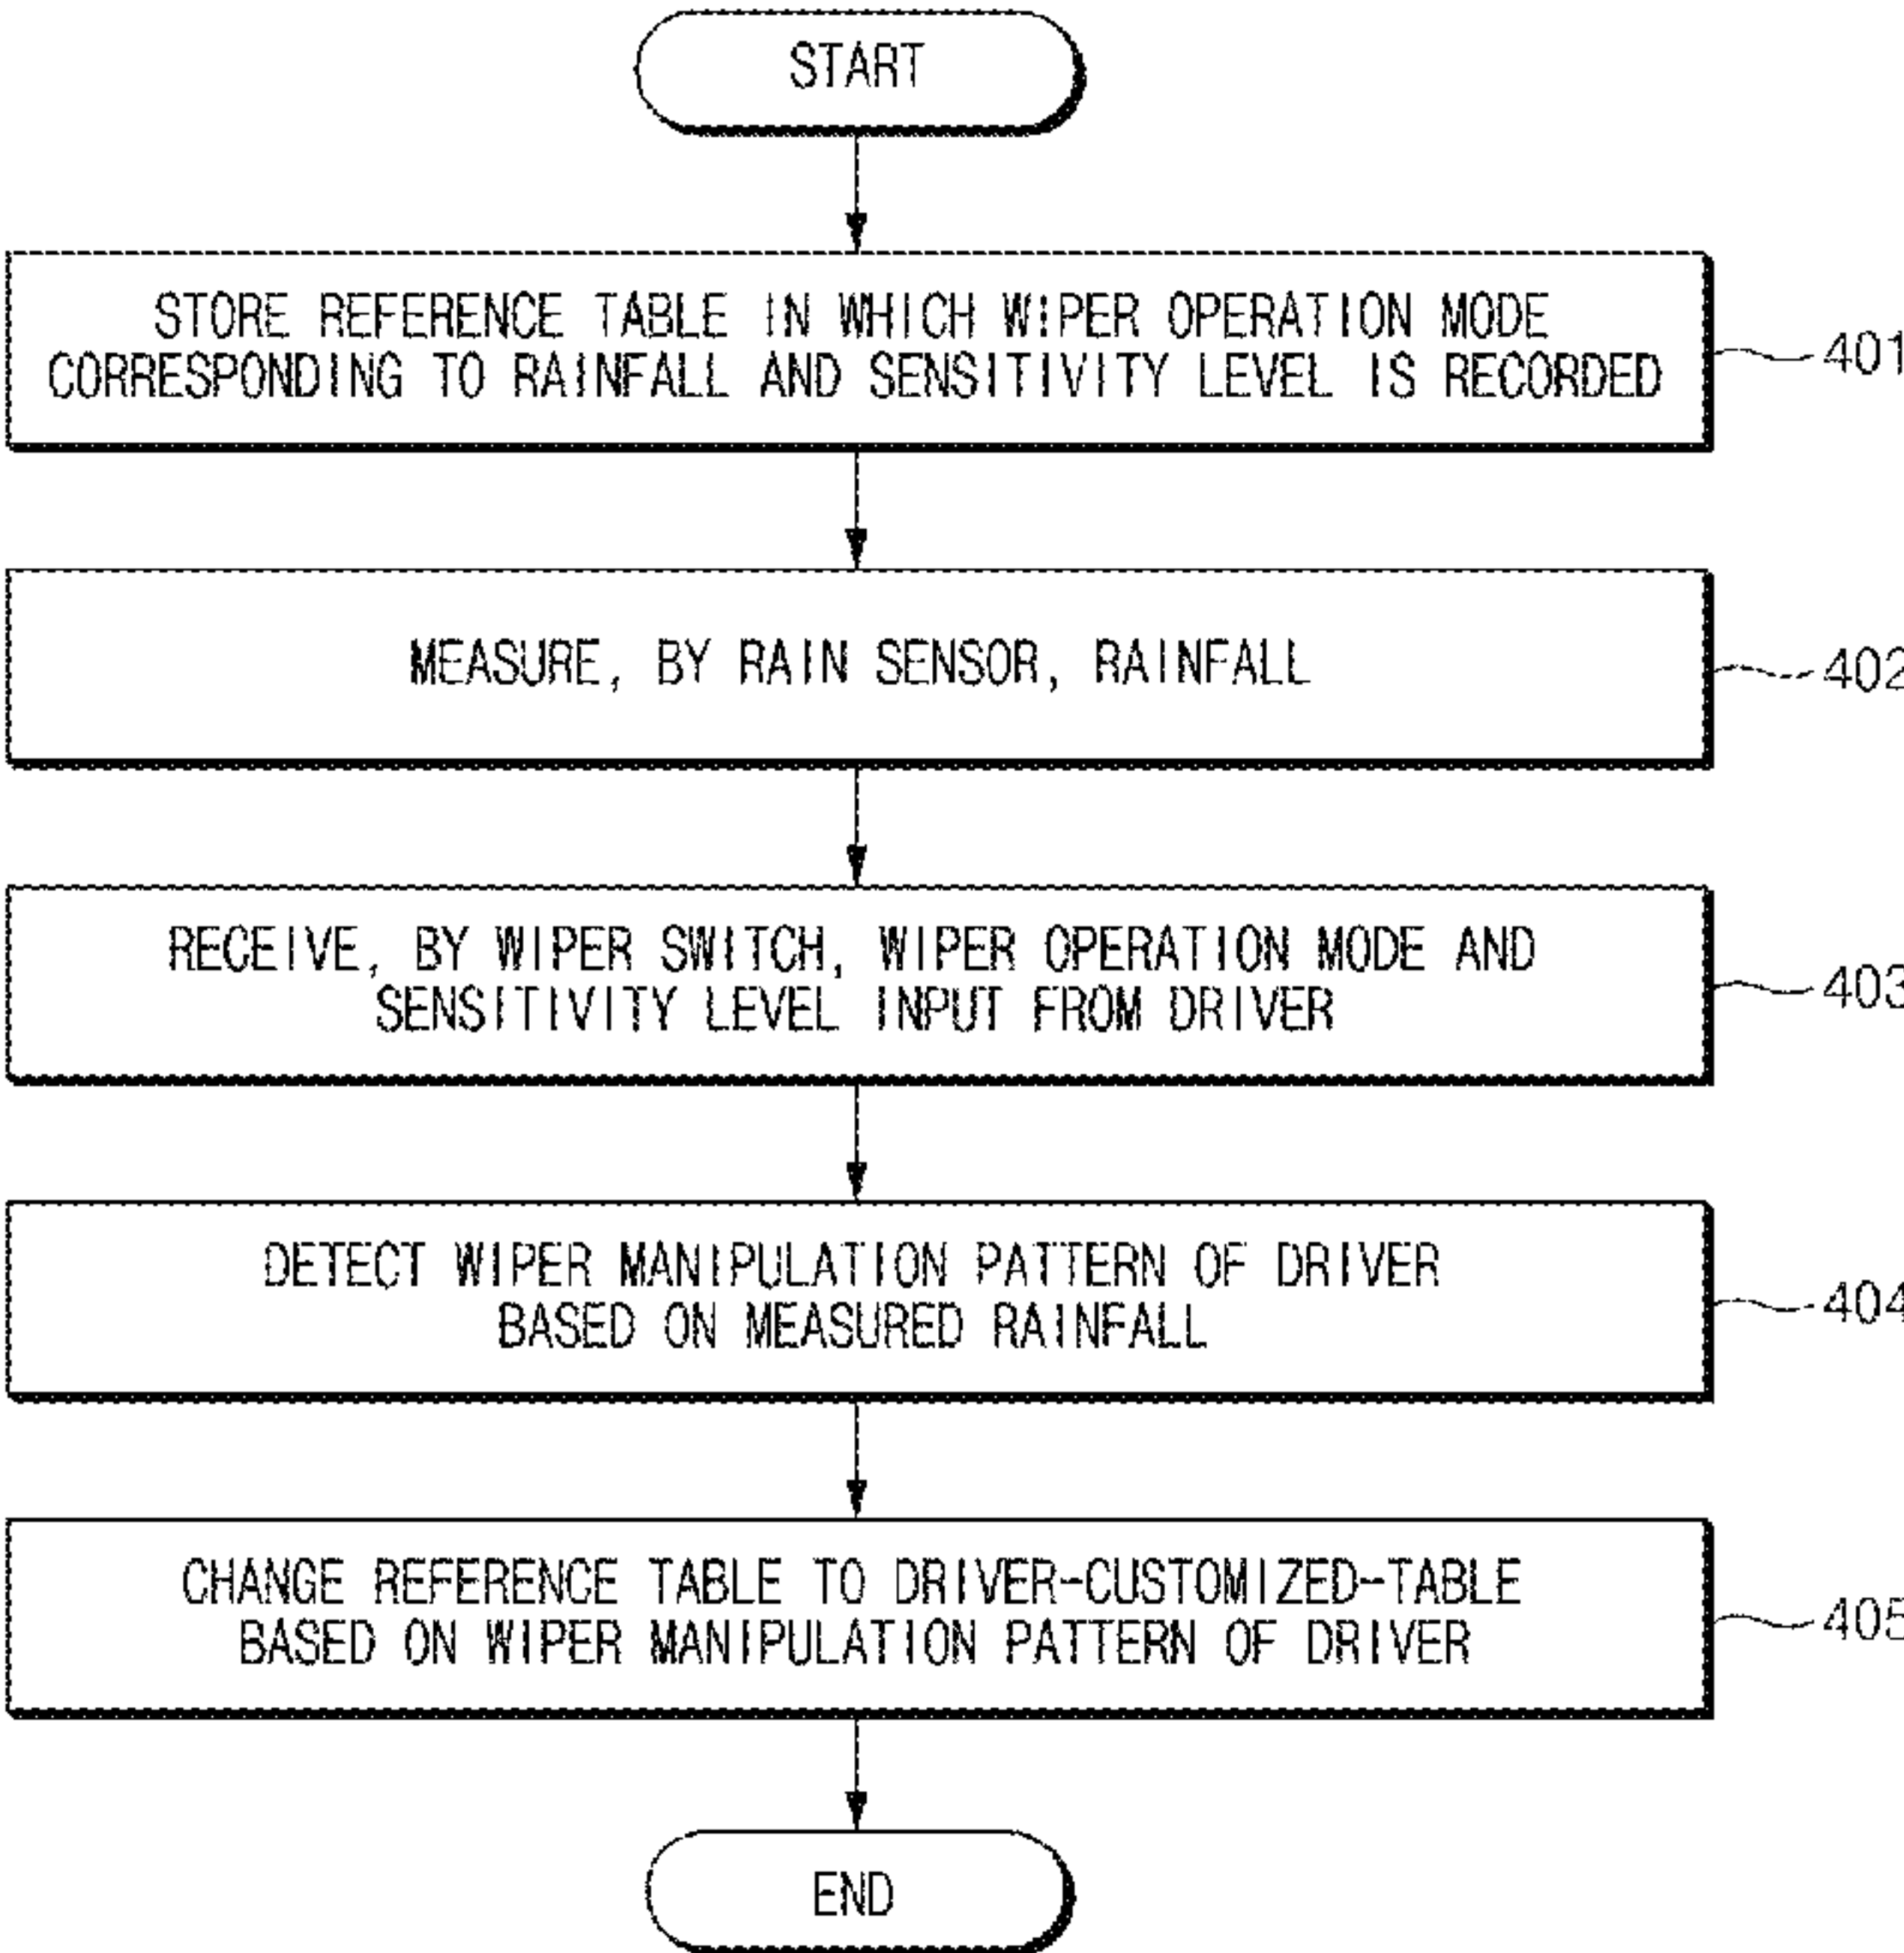 START
STORE REFERENCE TABLE IN WHICH WIPER OPERATION MODE
CORRESPONDING TO RAINFALL AND SENSITIVITY LEVEL IS RECORDED
401
MEASURE, BY RAIN SENSOR, RAINFALL
402
RECEIVE, BY WIPER SWITCH, WIPER OPERATION MODE AND
SENSITIVITY LEVEL INPUT FROM DRIVER
403
DETECT WIPER MANIPULATION PATTERN OF DRIVER
BASED ON MEASURED RAINFALL
404
CHANGE REFERENCE TABLE TO DRIVER-CUSTOMIZED-TABLE
BASED ON WIPER MANIPULATION PATTERN OF DRIVER
405
END